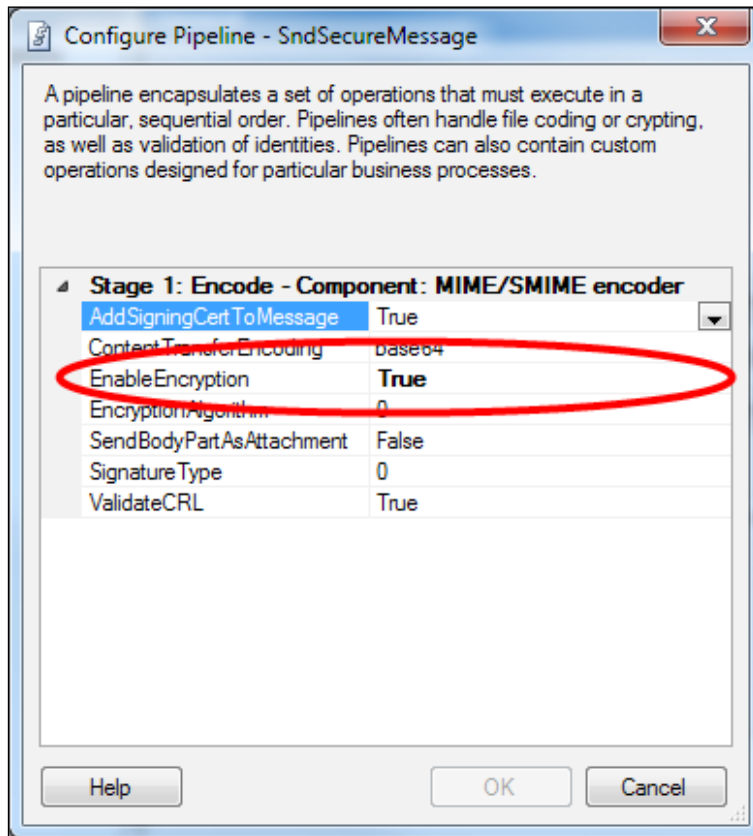 Configure Pipeline - SndSecureMessage
A pipeline encapsulates a set of operations that must execute in a
particular, sequential order. Pipelines often handle file coding or crypting,
as well as validation of identities. Pipelines can also contain custom
operations designed for particular business processes.
Stage 1: Encode - Component: MIME/SMIME encoder
AddSigningCertToMessage True
ContentTransferEncoding base64
EnableEncryption True
EncryptionAlgorithm 0
SendBodyPartAsAttachment False
SignatureType 0
ValidateCRL True
Help OK Cancel